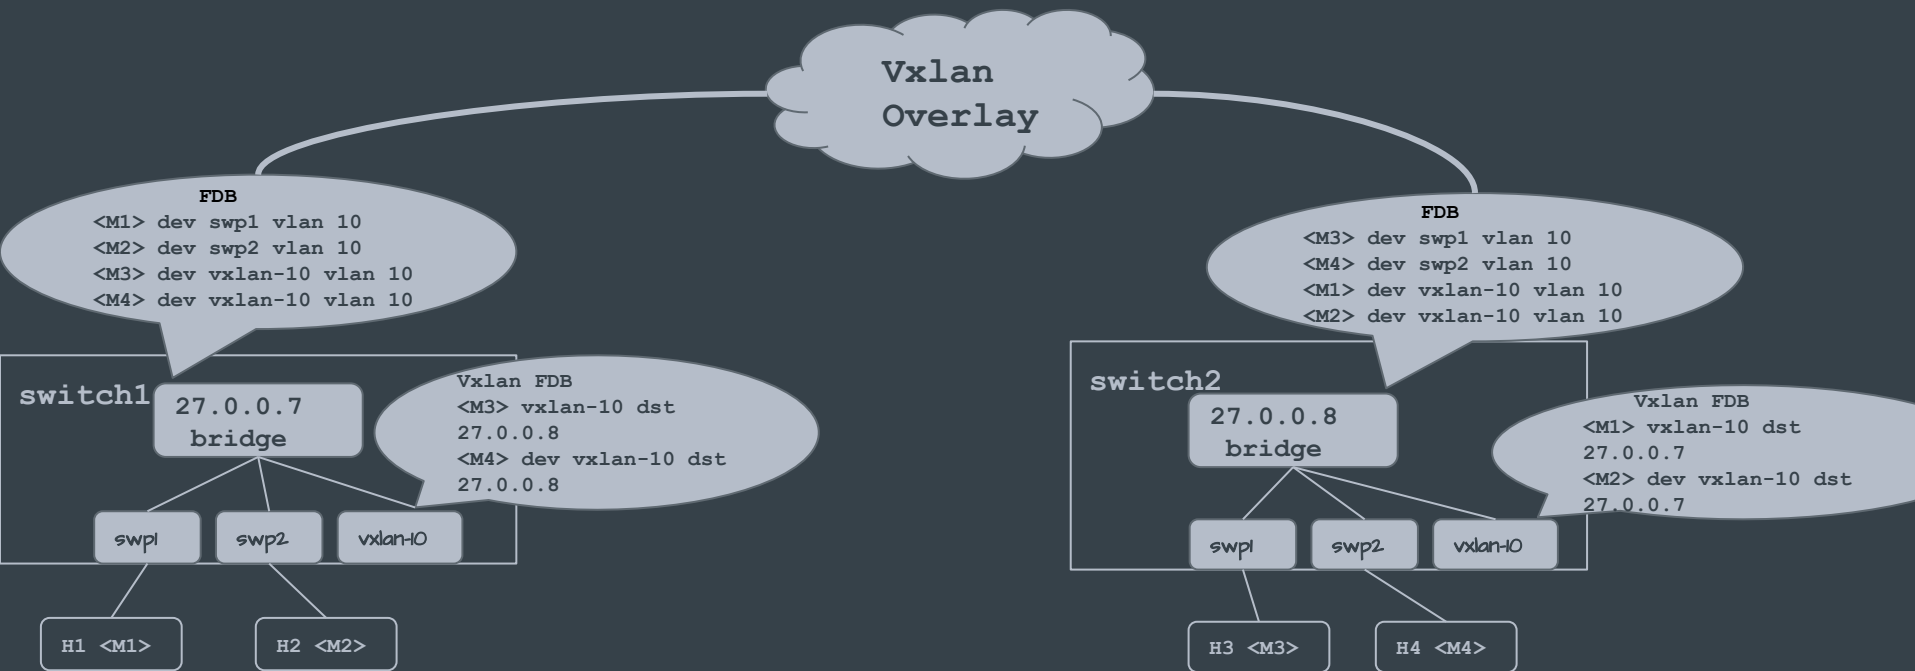 Vxlan
Overlay
FDB
<M1> dev swp1 vlan 10
<M2> dev swp2 vlan 10
<M3> dev vxlan-10 vlan 10
<M4> dev vxlan-10 vlan 10
switch1
27.0.0.7
bridge
Vxlan FDB
<M3> vxlan-10 dst
27.0.0.8
<M4> dev vxlan-10 dst
27.0.0.8
swp1
swp2
vxlan-10
H1 <M1>
H2 <M2>
FDB
<M3> dev swp1 vlan 10
<M4> dev swp2 vlan 10
<M1> dev vxlan-10 vlan 10
<M2> dev vxlan-10 vlan 10
switch2
27.0.0.8
bridge
Vxlan FDB
<M1> vxlan-10 dst
27.0.0.7
<M2> dev vxlan-10 dst
27.0.0.7
swp1
swp2
vxlan-10
H3 <M3>
H4 <M4>